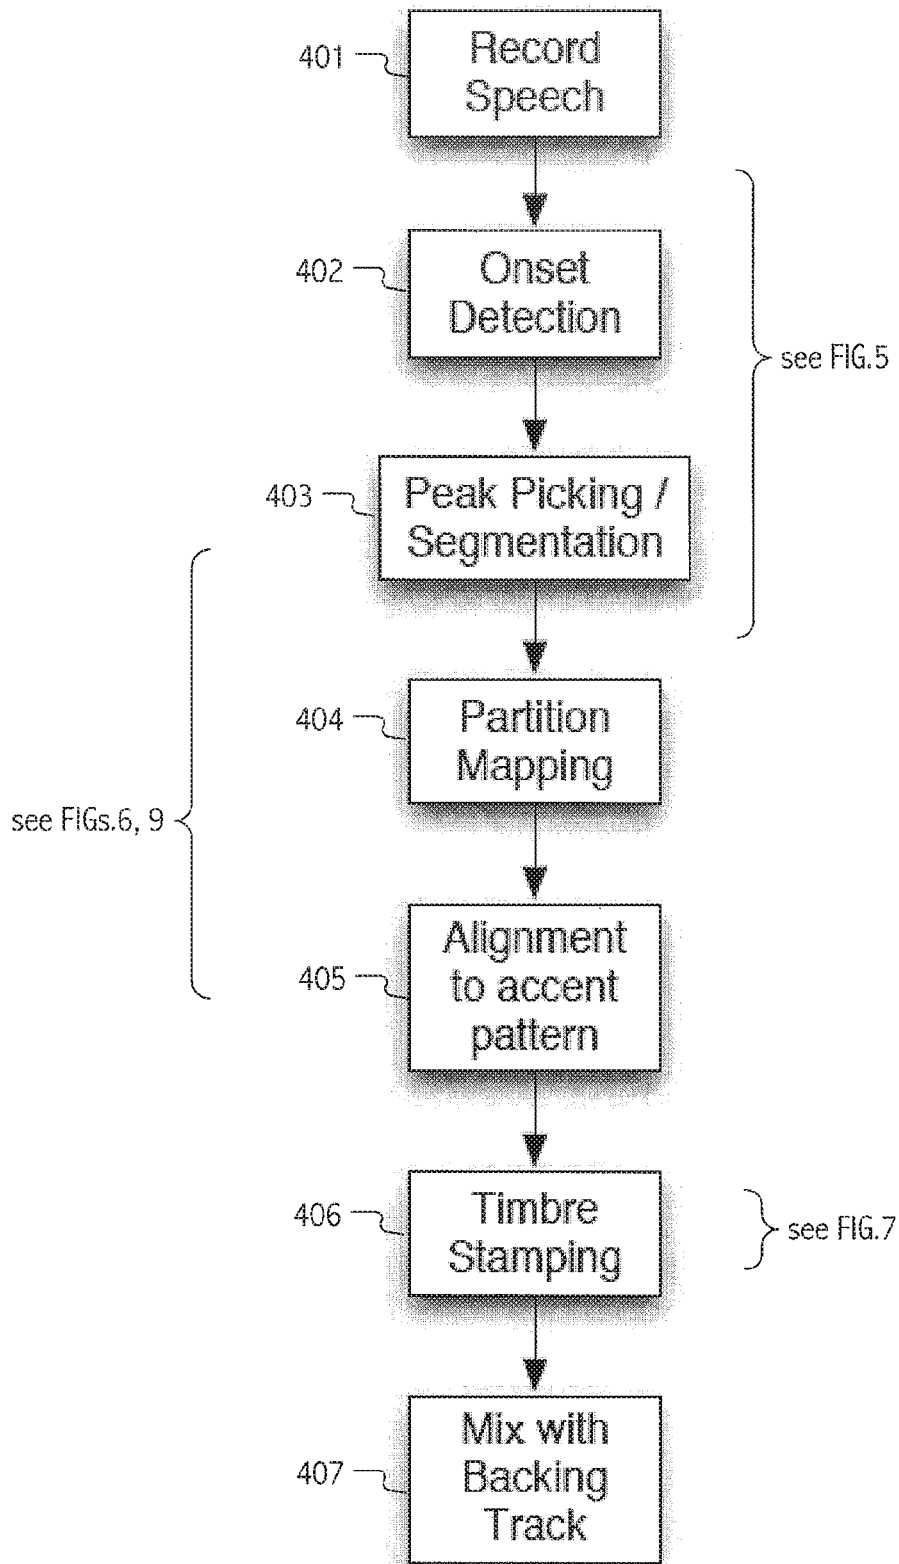 401
Record
Speech
402
Onset
Detection
see FIG.5
403
Peak Picking /
Segmentation
404
Partition
Mapping
see FIGs.6, 9
405
Alignment
to accent
pattern
406
Timbre
Stamping
see FIG.7
407
Mix with
Backing
Track